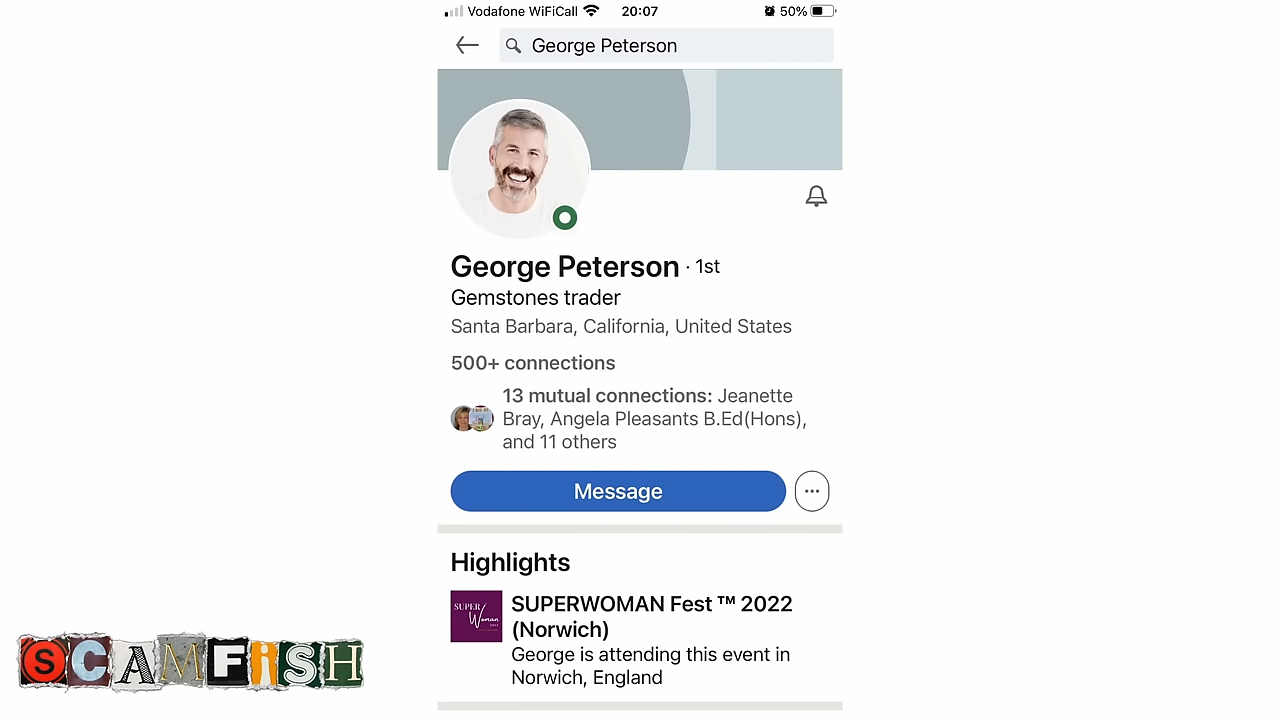 Vodafone WiFiCall 20:07 50%
George Peterson
George Peterson · 1st
Gemstones trader
Santa Barbara, California, United States
500+ connections
13 mutual connections: Jeanette
Bray, Angela Pleasants B.Ed(Hons),
and 11 others
Message
Highlights
SUPER
Woman
SUPERWOMAN Fest ™ 2022
(Norwich)
George is attending this event in
Norwich, England
SCAMFiSH